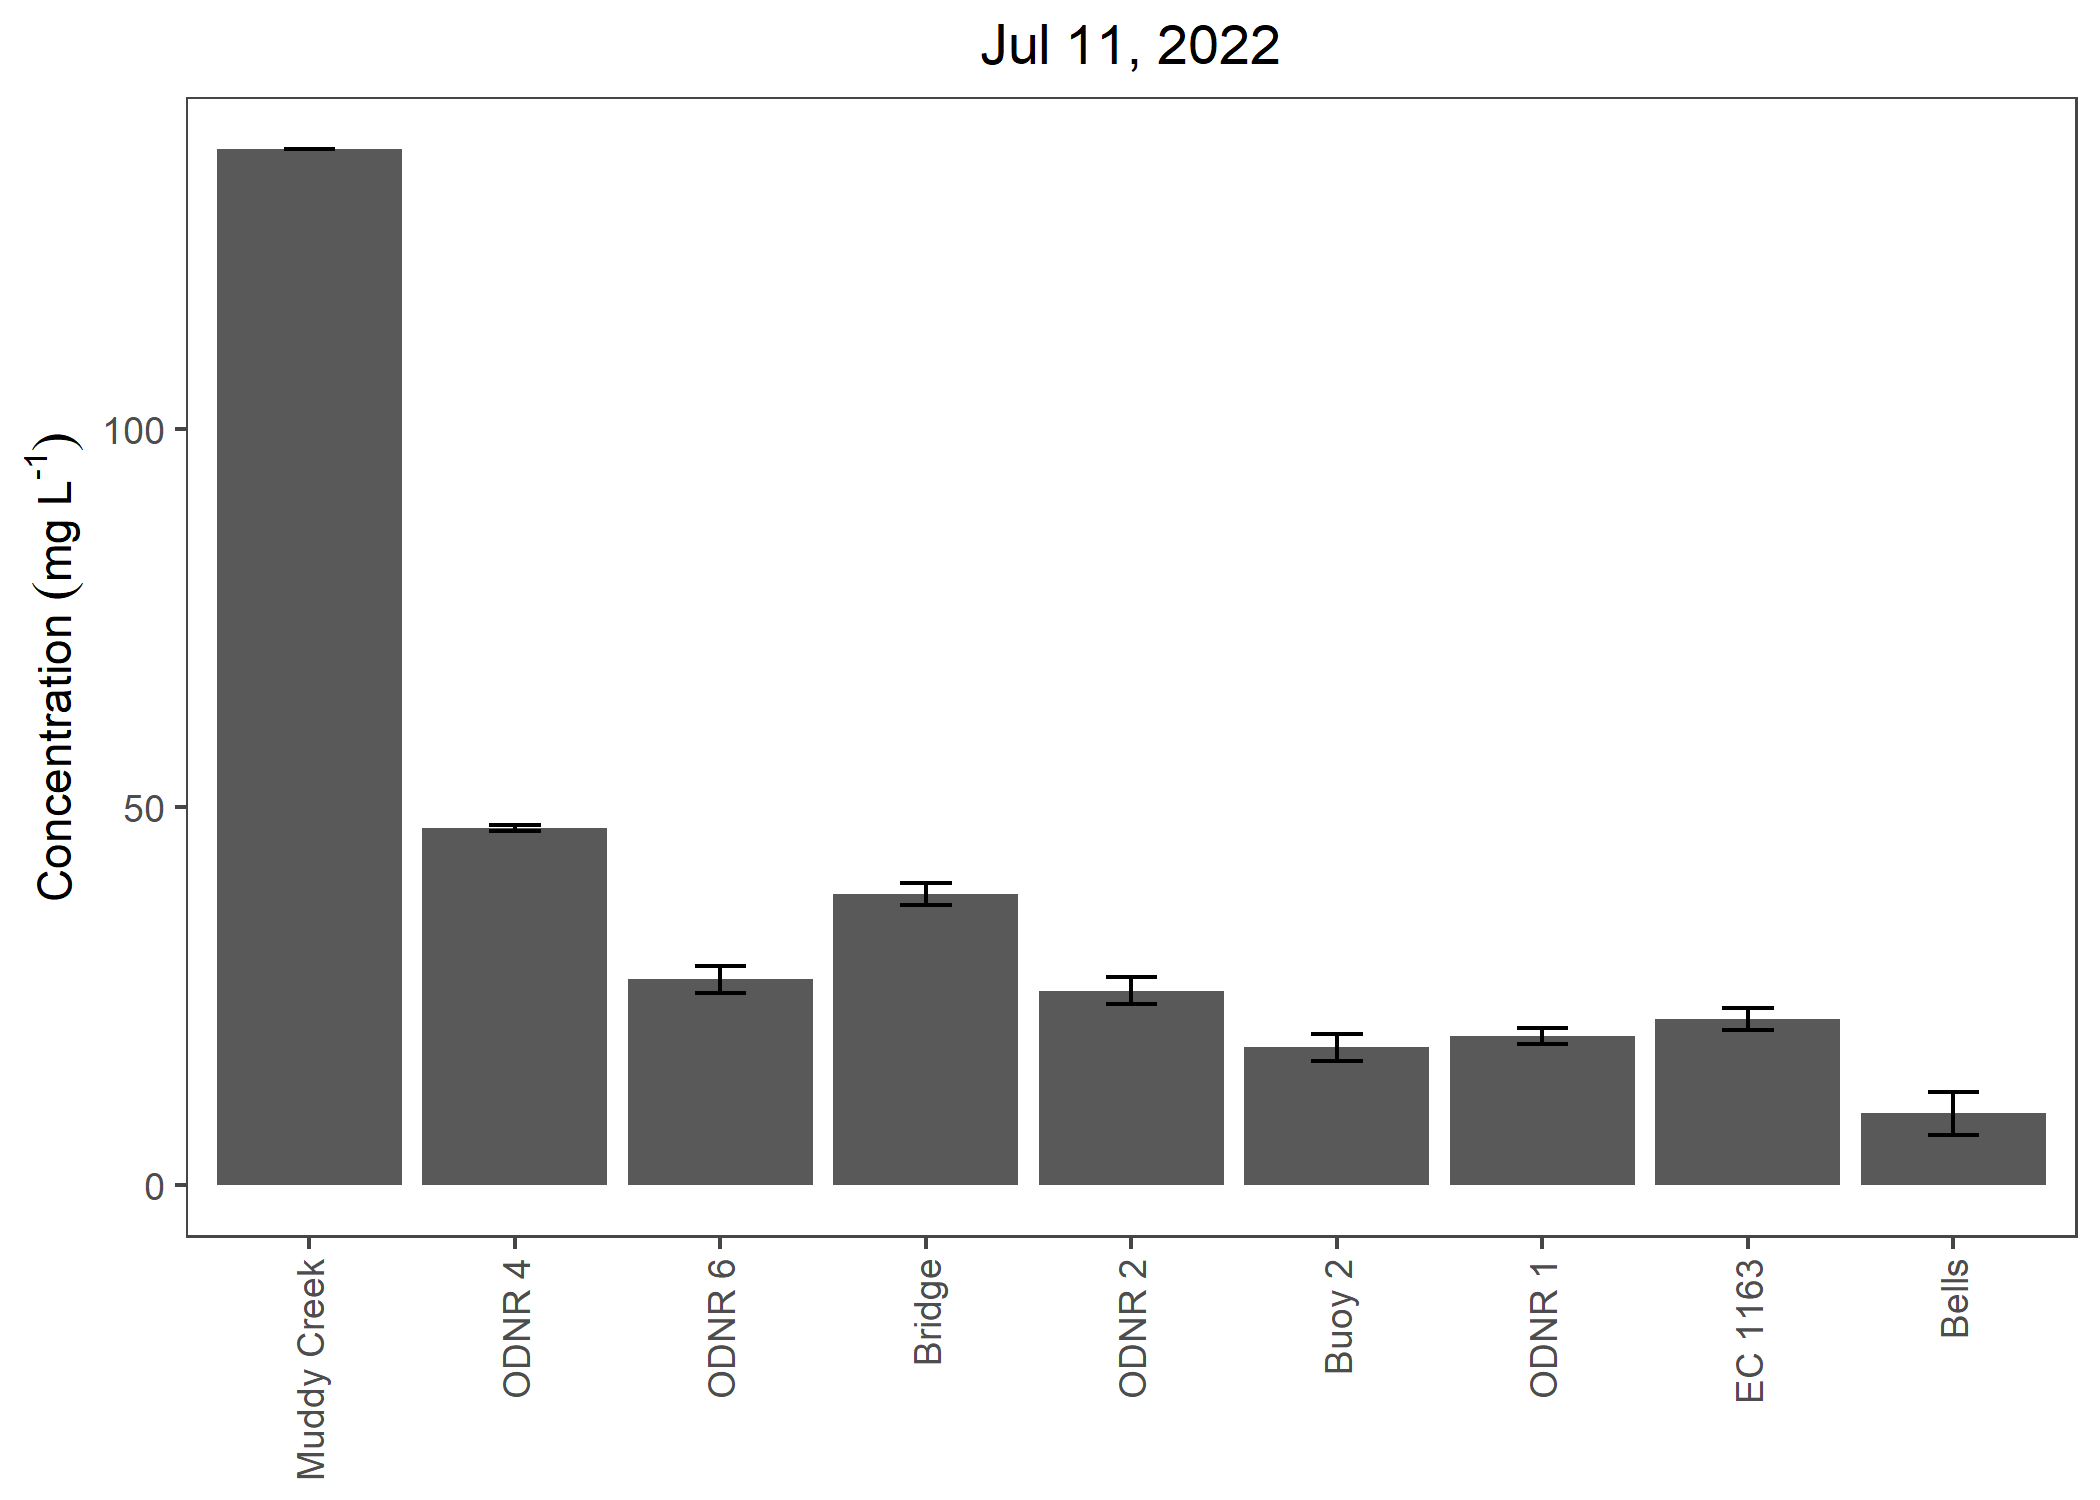 Jul 11, 2022
Concentration (mg L⁻¹)
100
50
0
Muddy Creek
ODNR 4
ODNR 6
Bridge
ODNR 2
Buoy 2
ODNR 1
EC 1163
Bells